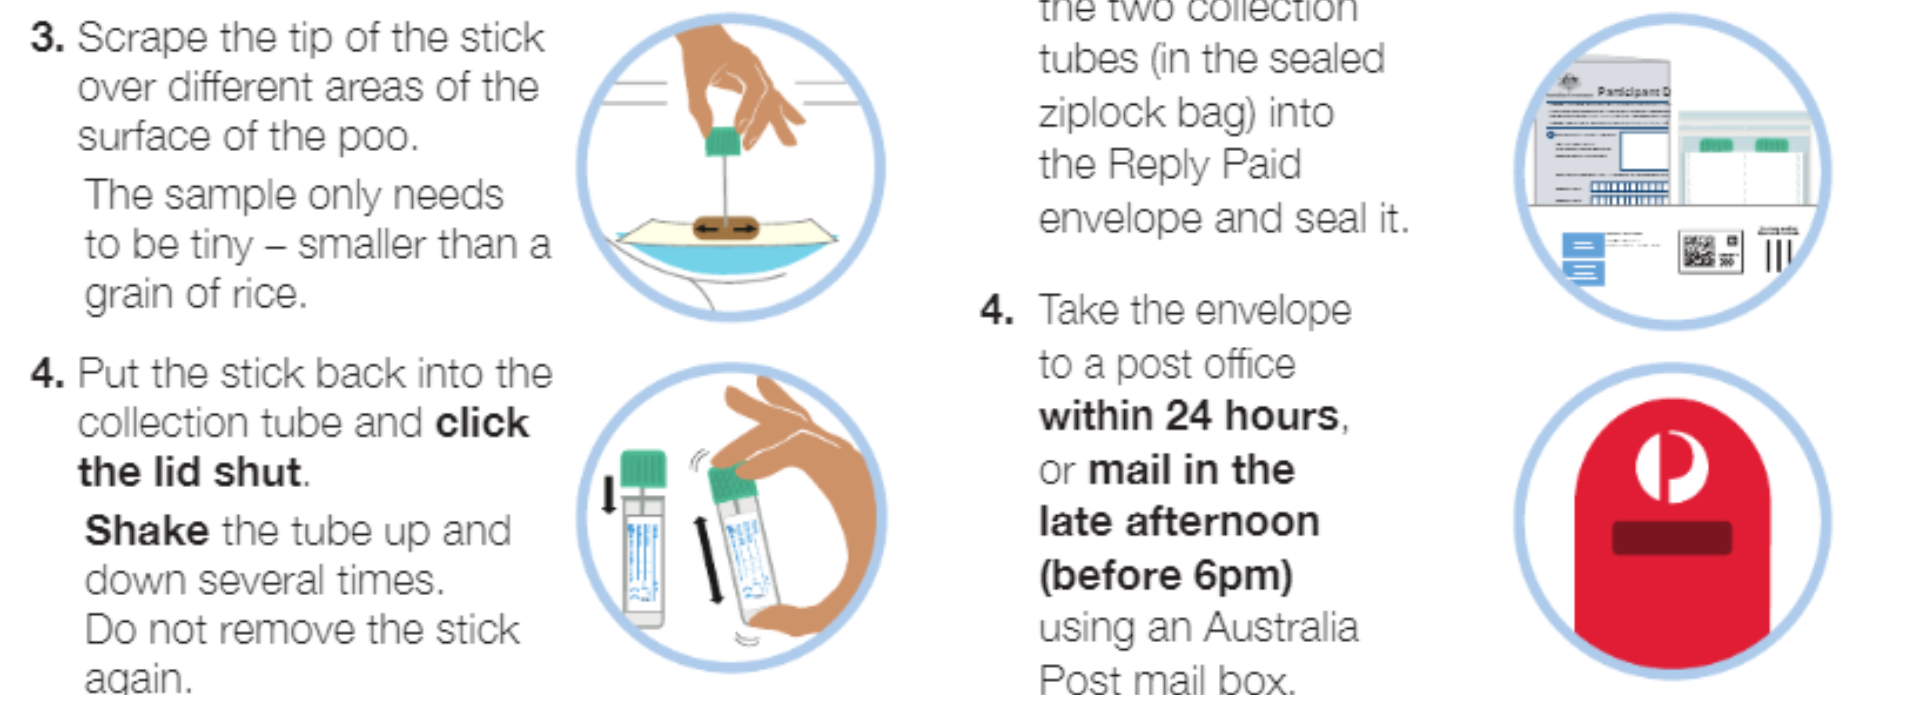 3. Scrape the tip of the stick
over different areas of the
surface of the poo.
The sample only needs
to be tiny – smaller than a
grain of rice.
4. Put the stick back into the
collection tube and click
the lid shut.
Shake the tube up and
down several times.
Do not remove the stick
again.
the two collection
tubes (in the sealed
ziplock bag) into
the Reply Paid
envelope and seal it.
Participant D
4. Take the envelope
to a post office
within 24 hours,
or mail in the
late afternoon
(before 6pm)
using an Australia
Post mail box.